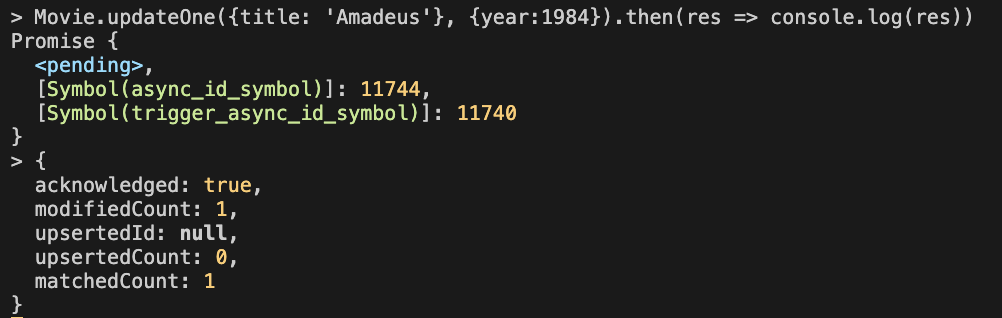 > Movie.updateOne({title: 'Amadeus'}, {year:1984}).then(res => console.log(res))
Promise {
  <pending>,
  [Symbol(async_id_symbol)]: 11744,
  [Symbol(trigger_async_id_symbol)]: 11740
}
> {
  acknowledged: true,
  modifiedCount: 1,
  upsertedId: null,
  upsertedCount: 0,
  matchedCount: 1
}